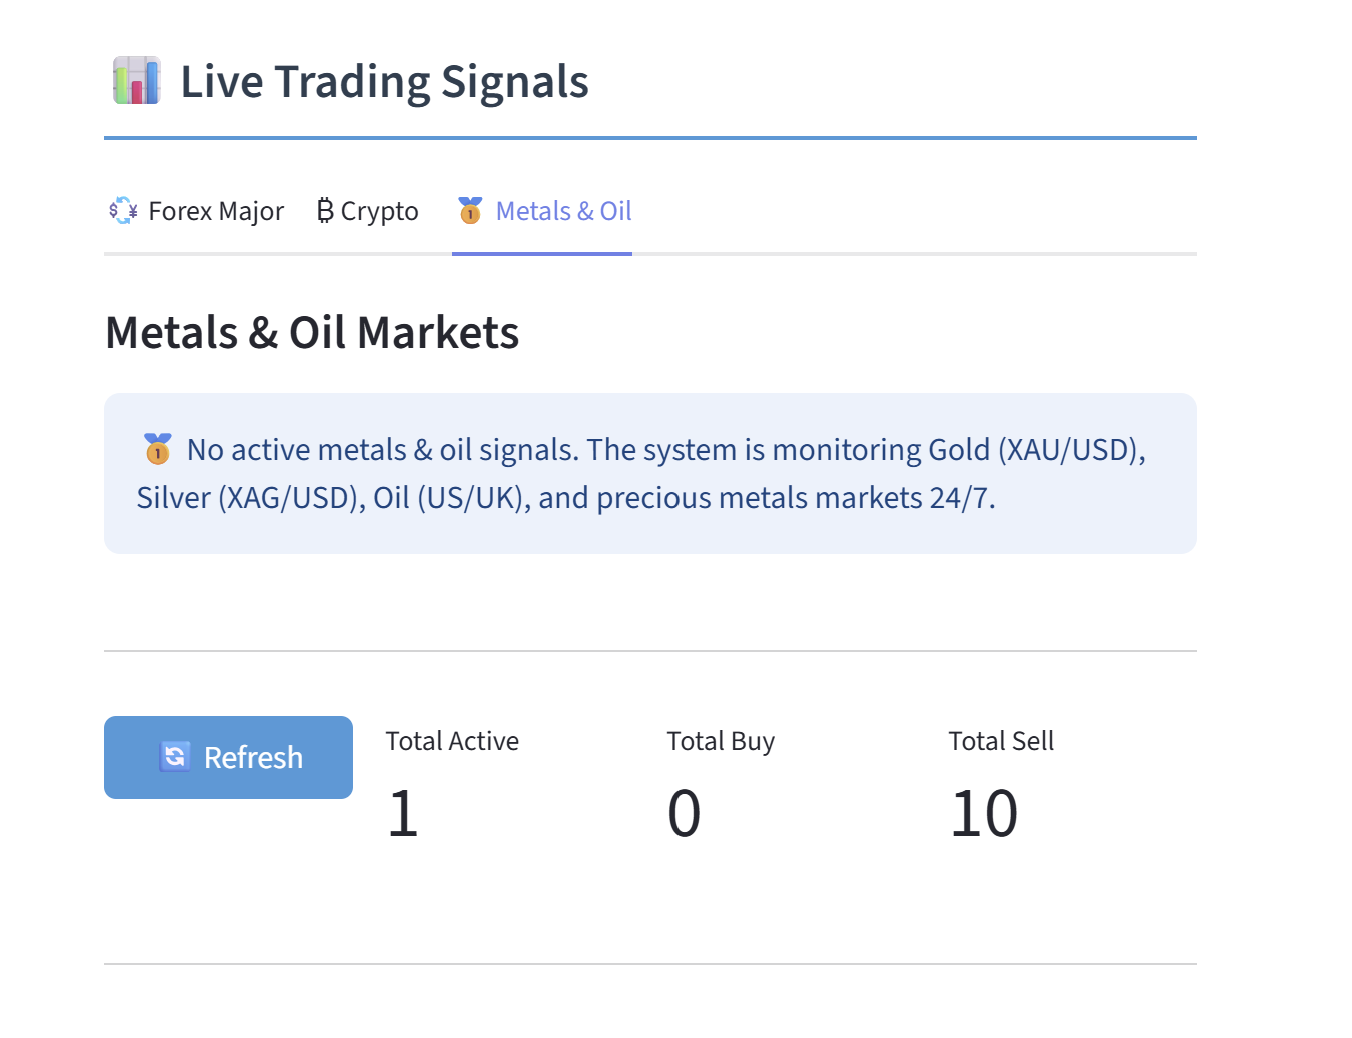 Live Trading Signals
Forex Major
₿ Crypto
Metals & Oil
Metals & Oil Markets
No active metals & oil signals. The system is monitoring Gold (XAU/USD),
Silver (XAG/USD), Oil (US/UK), and precious metals markets 24/7.
Refresh
Total Active
Total Buy
Total Sell
1
0
10